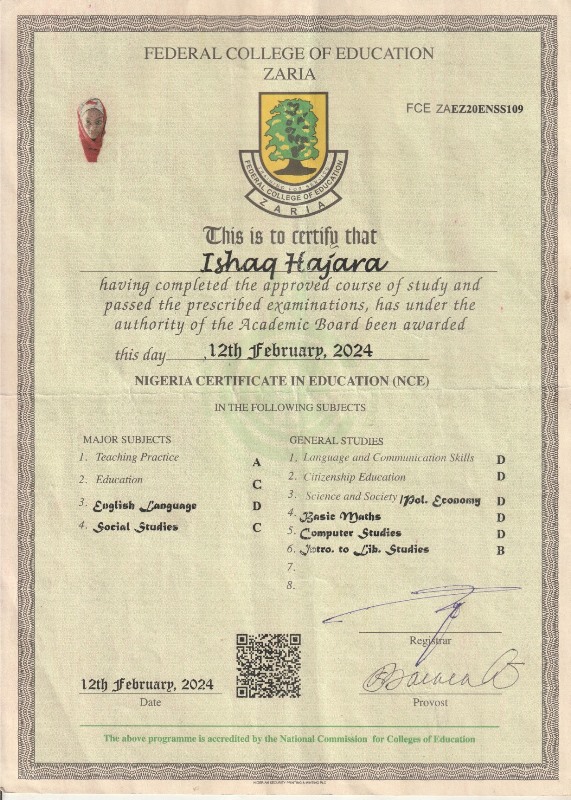 FEDERAL COLLEGE OF EDUCATION
ZARIA
FCE ZAEZ20ENSS109
FEDERAL COLLEGE OF EDUCATION
ZARIA
This is to certify that
Ishaq Hajara
having completed the approved course of study and
passed the prescribed examinations, has under the
authority of the Academic Board been awarded
this day 12th February, 2024
NIGERIA CERTIFICATE IN EDUCATION (NCE)
IN THE FOLLOWING SUBJECTS
MAJOR SUBJECTS
1. Teaching Practice A
2. Education C
3. English Language D
4. Social Studies C
GENERAL STUDIES
1. Language and Communication Skills D
2. Citizenship Education D
3. Science and Society/Pol. Economy D
4. Basic Maths D
5. Computer Studies D
6. Intro. to Lib. Studies B
7.
8.
Registrar
12th February, 2024
Date
Provost
The above programme is accredited by the National Commission for Colleges of Education